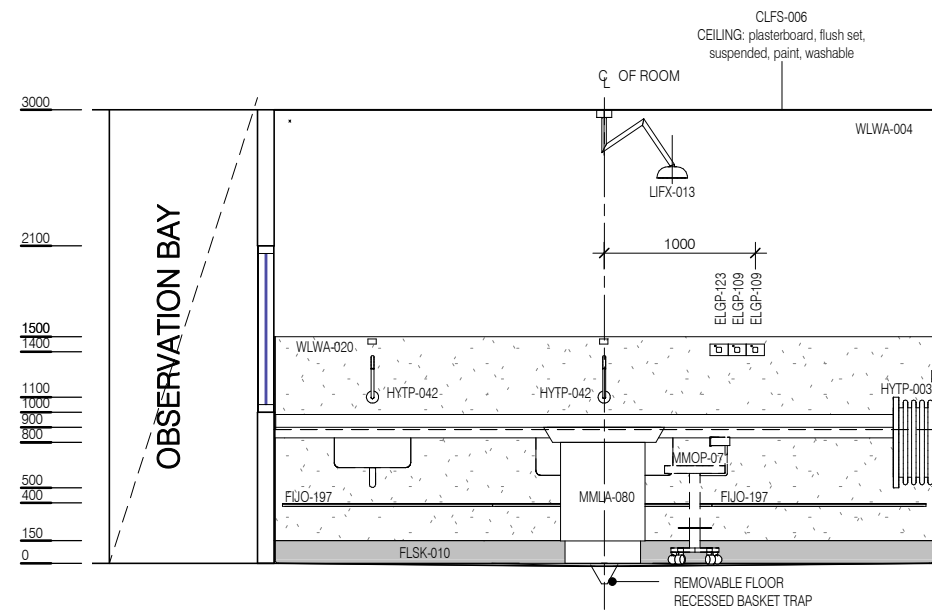 CLFS-006
CEILING: plasterboard, flush set,
suspended, paint, washable
℄ OF ROOM
3000
WLWA-004
LIFX-013
2100
1000
OBSERVATION BAY
ELGP-123
ELGP-109
ELGP-109
1500
1400
WLWA-020
1100
1000
900
800
HYTP-042
HYTP-042
HYTP-003
MMOP-07
500
400
FIJO-197
MMLA-080
FIJO-197
150
0
FLSK-010
REMOVABLE FLOOR
RECESSED BASKET TRAP